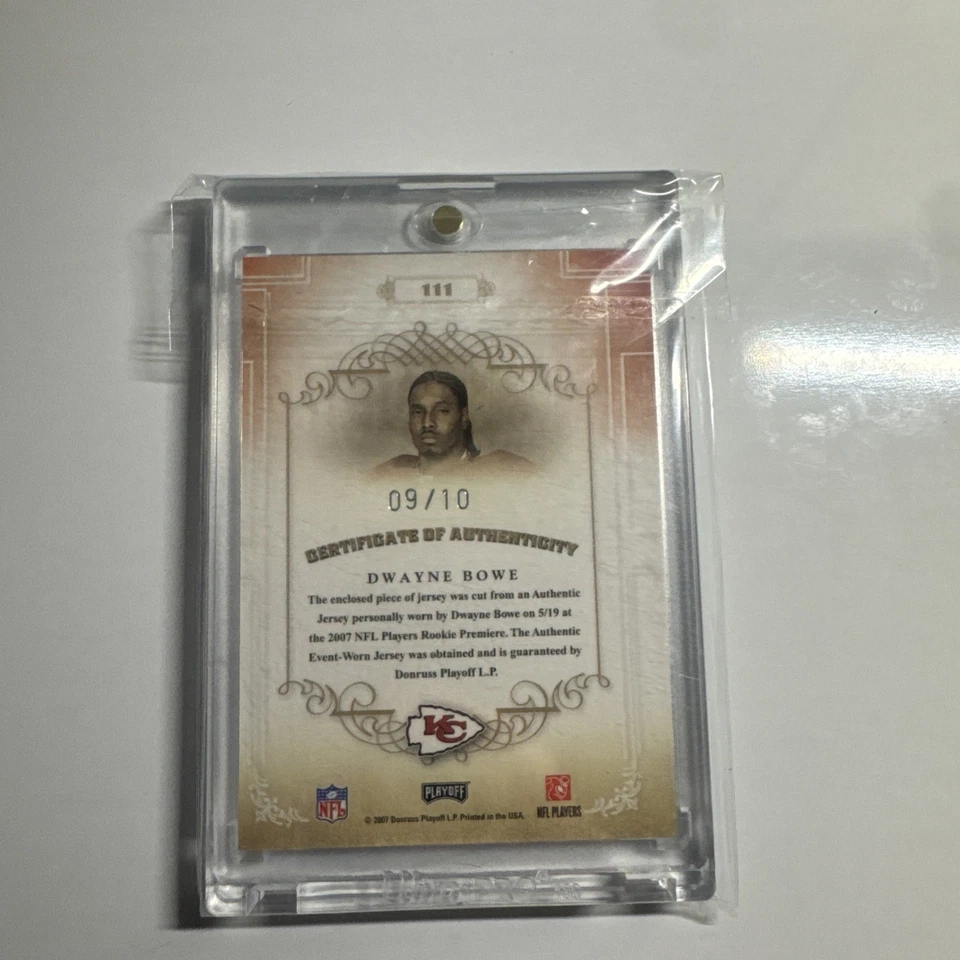 111
09/10
CERTIFICATE OF AUTHENTICITY
DWAYNE BOWE
The enclosed piece of jersey was cut from an Authentic
Jersey personally worn by Dwayne Bowe on 5/19 at
the 2007 NFL Players Rookie Premiere. The Authentic
Event-Worn Jersey was obtained and is guaranteed by
Donruss Playoff L.P.
KC
NFL
PLAYOFF
NFL PLAYERS
© 2007 Donruss Playoff L.P. Printed in the USA.
Ultra PRO